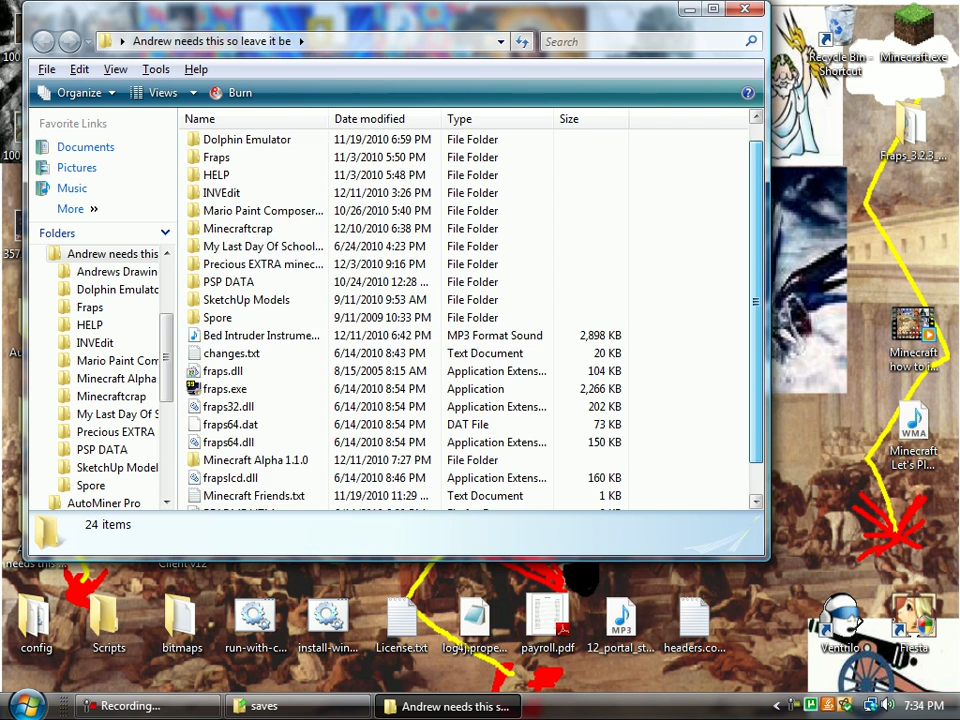 Andrew needs this so leave it be
Search
File Edit View Tools Help
Organize Views Burn
Favorite Links
Documents
Pictures
Music
More »
Folders
Andrew needs this
Andrews Drawin
Dolphin Emulato
Fraps
HELP
INVEdit
Mario Paint Com
Minecraft Alpha
Minecraftcrap
My Last Day Of S
Precious EXTRA
PSP DATA
SketchUp Model
Spore
AutoMiner Pro
Name Date modified Type Size
Dolphin Emulator 11/19/2010 6:59 PM File Folder
Fraps 11/3/2010 5:50 PM File Folder
HELP 11/3/2010 5:48 PM File Folder
INVEdit 12/11/2010 3:26 PM File Folder
Mario Paint Composer... 10/26/2010 5:40 PM File Folder
Minecraftcrap 12/10/2010 6:38 PM File Folder
My Last Day Of School... 6/24/2010 4:23 PM File Folder
Precious EXTRA minec... 12/3/2010 9:16 PM File Folder
PSP DATA 10/24/2010 12:28 ... File Folder
SketchUp Models 9/11/2010 9:53 AM File Folder
Spore 9/11/2009 10:33 PM File Folder
Bed Intruder Instrume... 12/11/2010 6:42 PM MP3 Format Sound 2,898 KB
changes.txt 6/14/2010 8:43 PM Text Document 20 KB
fraps.dll 8/15/2005 8:15 AM Application Extens... 104 KB
fraps.exe 6/14/2010 8:54 PM Application 2,266 KB
fraps32.dll 6/14/2010 8:54 PM Application Extens... 202 KB
fraps64.dat 6/14/2010 8:54 PM DAT File 73 KB
fraps64.dll 6/14/2010 8:54 PM Application Extens... 150 KB
Minecraft Alpha 1.1.0 12/11/2010 7:27 PM File Folder
frapslcd.dll 6/14/2010 8:46 PM Application Extens... 160 KB
Minecraft Friends.txt 11/19/2010 11:29 ... Text Document 1 KB
24 items
Recycle Bin -
Shortcut
Minecraft.exe
Fraps_3.2.3_...
Minecraft
how to i...
WMA
Minecraft
Let's Pl...
needs this ...
Client v12
config
Scripts
bitmaps
run-with-c...
install-win...
License.txt
log4j.prope...
payroll.pdf
MP3
12_portal_st...
headers.co...
Ventrilo
Fiesta
Recording...
saves
Andrew needs this s...
7:34 PM